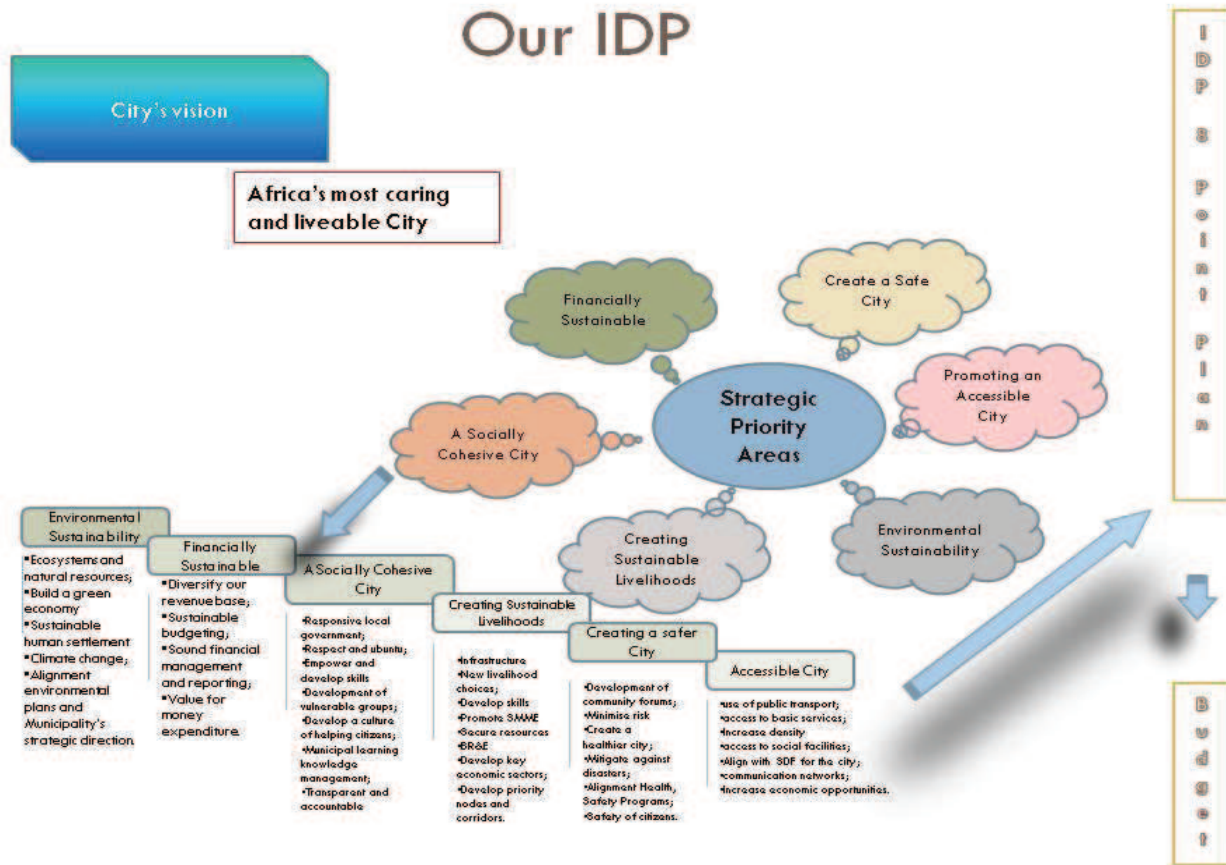 Our IDP
City's vision
Africa's most caring
and liveable City
Financially
Sustainable
Create a Safe
City
Promoting an
Accessible
City
Strategic
Priority
Areas
A Socially
Cohesive City
Creating
Sustainable
Livelihoods
Environmental
Sustainability
Environmental
Sustainability
▪Ecosystems and
natural resources;
▪Build a green
economy
▪Sustainable
human settlement
▪Climate change;
▪Alignment
environmental
plans and
Municipality's
strategic direction.
Financially
Sustainable
▪Diversify our
revenue base;
▪Sustainable
budgeting;
▪Sound financial
management
and reporting;
▪Value for
money
expenditure
A Socially Cohesive
City
•Responsive local
government;
•Respect and ubuntu;
•Empower and
develop skills
•Development of
vulnerable groups;
•Develop a culture
of helping citizens;
•Municipal learning
knowledge
management;
•Transparent and
accountable
Creating Sustainable
Livelihoods
•Infrastructure
•New livelihood
choices;
•Develop skills
•Promote SMME
•Secure resources
•BR&E
•Develop key
economic sectors;
•Develop priority
nodes and
corridors.
Creating a safer
City
•Development of
community forums;
•Minimise risk
•Create a
healthier city;
•Mitigate against
disasters;
•Alignment Health,
Safety Programs;
•Safety of citizens.
Accessible City
•use of public transport;
•access to basic services;
•Increase density
•access to social facilities;
•Align with SDF for the city;
•communication networks;
•Increase economic opportunities.
IDP 8 Point Plan
Budget